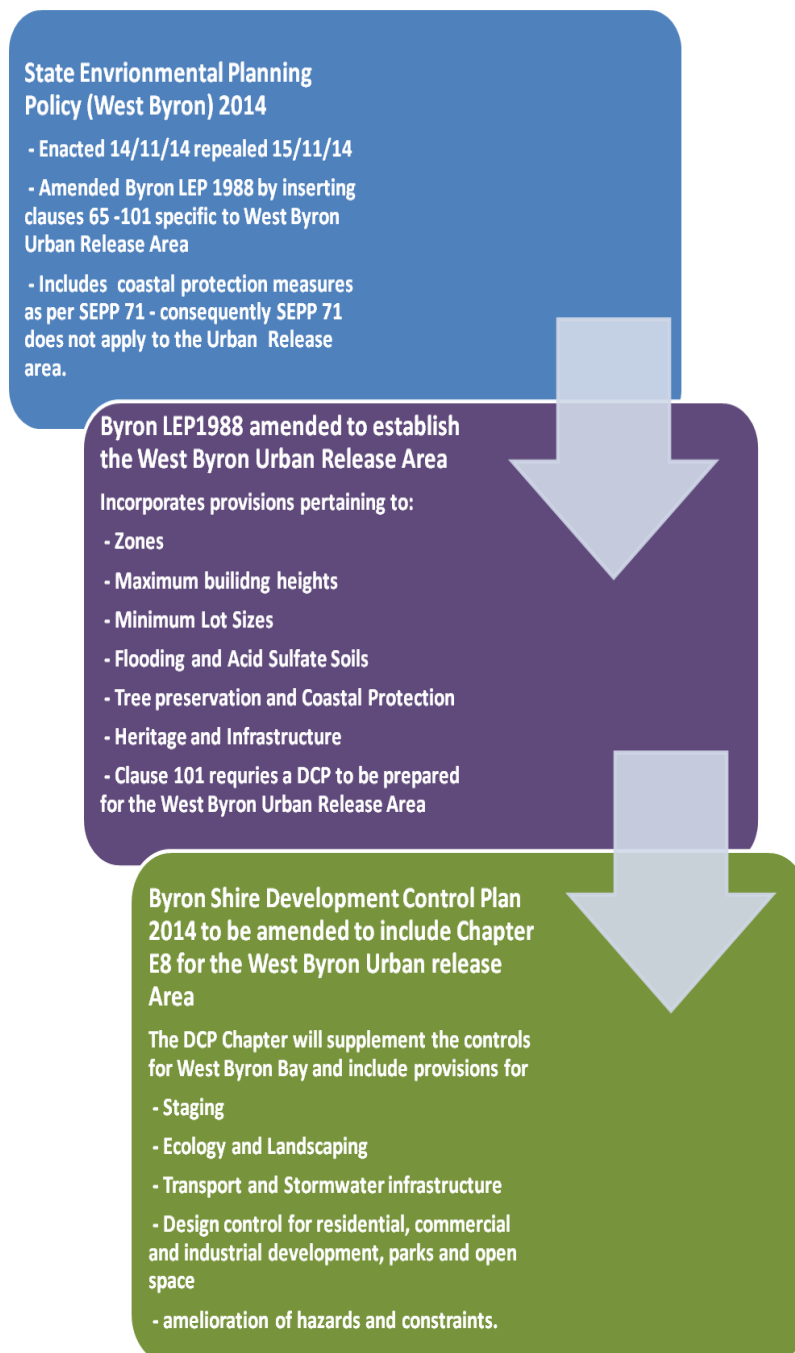 State Envrionmental Planning
Policy (West Byron) 2014
- Enacted 14/11/14 repealed 15/11/14
- Amended Byron LEP 1988 by inserting
clauses 65 -101 specific to West Byron
Urban Release Area
- Includes coastal protection measures
as per SEPP 71 - consequently SEPP 71
does not apply to the Urban Release
area.
Byron LEP1988 amended to establish
the West Byron Urban Release Area
Incorporates provisions pertaining to:
- Zones
- Maximum builidng heights
- Minimum Lot Sizes
- Flooding and Acid Sulfate Soils
- Tree preservation and Coastal Protection
- Heritage and Infrastructure
- Clause 101 requries a DCP to be prepared
for the West Byron Urban Release Area
Byron Shire Development Control Plan
2014 to be amended to include Chapter
E8 for the West Byron Urban release
Area
The DCP Chapter will supplement the controls
for West Byron Bay and include provisions for
- Staging
- Ecology and Landscaping
- Transport and Stormwater infrastructure
- Design control for residential, commercial
and industrial development, parks and open
space
- amelioration of hazards and constraints.